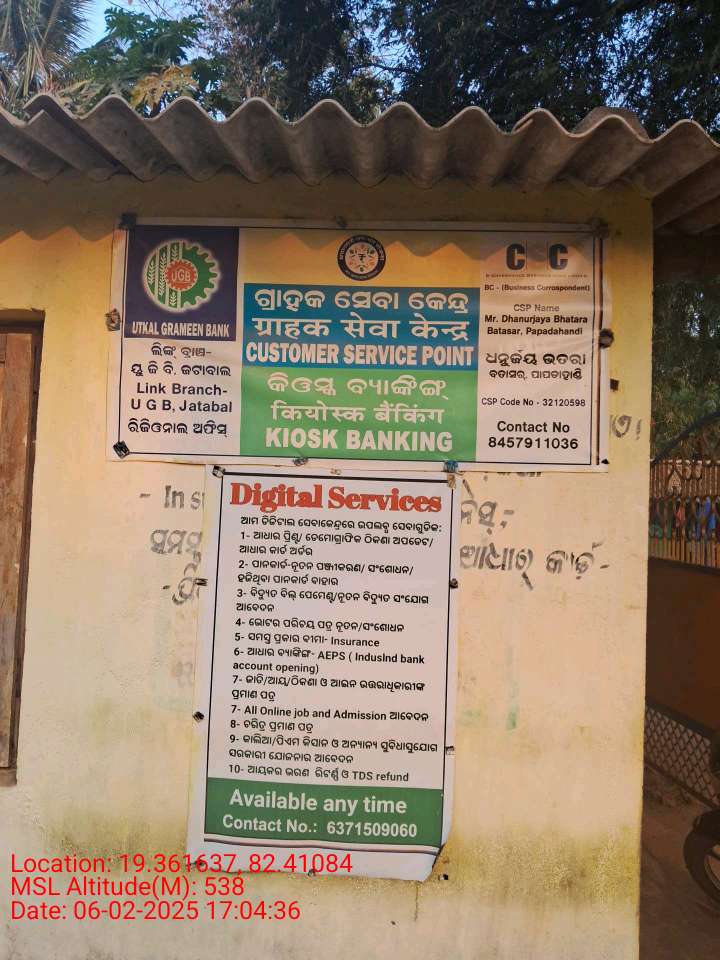 UGB
UTKAL GRAMEEN BANK
ଲିଙ୍କ୍ ବ୍ରାଞ୍ଚ-
ୟୁ ଜି ବି, ଜଟାବାଲ
Link Branch-
U G B, Jatabal
ରିଜିଓନାଲ ଅଫିସ୍
ଗ୍ରାହକ ସେବା କେନ୍ଦ୍ର
ग्राहक सेवा केन्द्र
CUSTOMER SERVICE POINT
କିଓସ୍କ ବ୍ୟାଙ୍କିଙ୍ଗ୍
कियोस्क बैंकिंग
KIOSK BANKING
BC - (Business Correspondent)
CSP Name
Mr. Dhanurjaya Bhatara
Batasar, Papadahandi
ଧନୁର୍ଜୟ ଭତରା
ବତାସର, ପାପଡାହାଣ୍ଡି
CSP Code No - 32120598
Contact No
8457911036
Digital Services
ଆମ ଡିଜିଟାଲ ସେବାକେନ୍ଦ୍ରରେ ଉପଲବ୍ଧ ସେବାଗୁଡିକ:
1- ଆଧାର ପ୍ରିଣ୍ଟ/ ଡେମୋଗ୍ରାଫିକ ଠିକଣା ଅପଡେଟ/
ଆଧାର କାର୍ଡ ଅର୍ଡର
2- ପାନକାର୍ଡ-ନୂତନ ପଞ୍ଜୀକରଣ/ ସଂଶୋଧନ/
ହଜିଥିବା ପାନକାର୍ଡ ବାହାର
3- ବିଦ୍ୟୁତ ବିଲ୍ ପେମେଣ୍ଟ/ନୂତନ ବିଦ୍ୟୁତ ସଂଯୋଗ
ଆବେଦନ
4- ଭୋଟର ପରିଚୟ ପତ୍ର ନୂତନ/ସଂଶୋଧନ
5- ସମସ୍ତ ପ୍ରକାର ବୀମା- Insurance
6- ଆଧାର ବ୍ୟାଙ୍କିଙ୍ଗ- AEPS ( IndusInd bank
account opening)
7- ଜାତି/ଆୟ/ଠିକଣା ଓ ଆଇନ ଉତ୍ତରାଧିକାରୀଙ୍କ
ପ୍ରମାଣ ପତ୍ର
7- All Online job and Admission ଆବେଦନ
8- ଚରିତ୍ର ପ୍ରମାଣ ପତ୍ର
9- କାଲିଆ/ପିଏମ କିସାନ ଓ ଅନ୍ୟାନ୍ୟ ସୁବିଧାସୁଯୋଗ
ସରକାରୀ ଯୋଜନାର ଆବେଦନ
10- ଆୟକର ଭରଣ ରିଟର୍ଣ୍ଣ ଓ TDS refund
Available any time
Contact No.: 6371509060
ଆଧାର୍ କାର୍ଡ଼-
Location: 19.361637, 82.41084
MSL Altitude(M): 538
Date: 06-02-2025 17:04:36